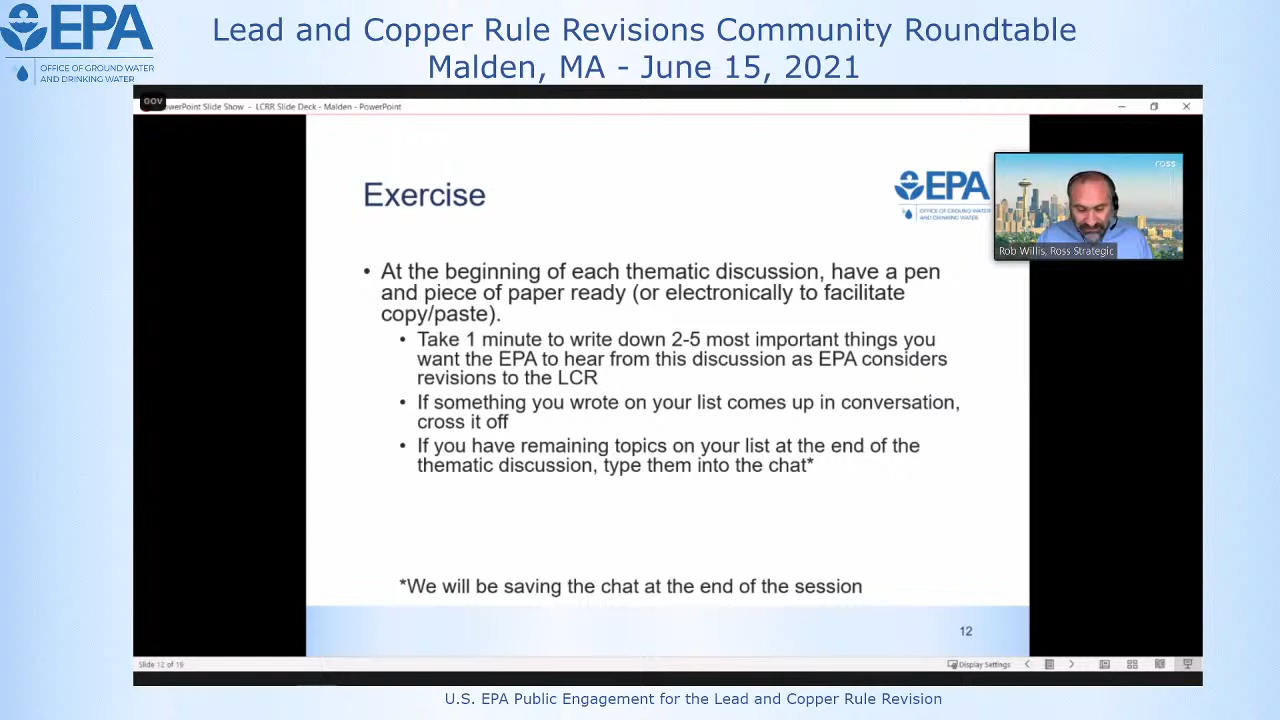 EPA
OFFICE OF GROUND WATER
AND DRINKING WATER
Lead and Copper Rule Revisions Community Roundtable
Malden, MA - June 15, 2021
GOV
werPoint Slide Show - LCRR Slide Deck - Malden - PowerPoint
Exercise
EPA
OFFICE OF GROUND WATER
AND DRINKING WATER
ross
Rob Willis, Ross Strategic
• At the beginning of each thematic discussion, have a pen
and piece of paper ready (or electronically to facilitate
copy/paste).
• Take 1 minute to write down 2-5 most important things you
want the EPA to hear from this discussion as EPA considers
revisions to the LCR
• If something you wrote on your list comes up in conversation,
cross it off
• If you have remaining topics on your list at the end of the
thematic discussion, type them into the chat*
*We will be saving the chat at the end of the session
12
Slide 12 of 19
Display Settings
U.S. EPA Public Engagement for the Lead and Copper Rule Revision